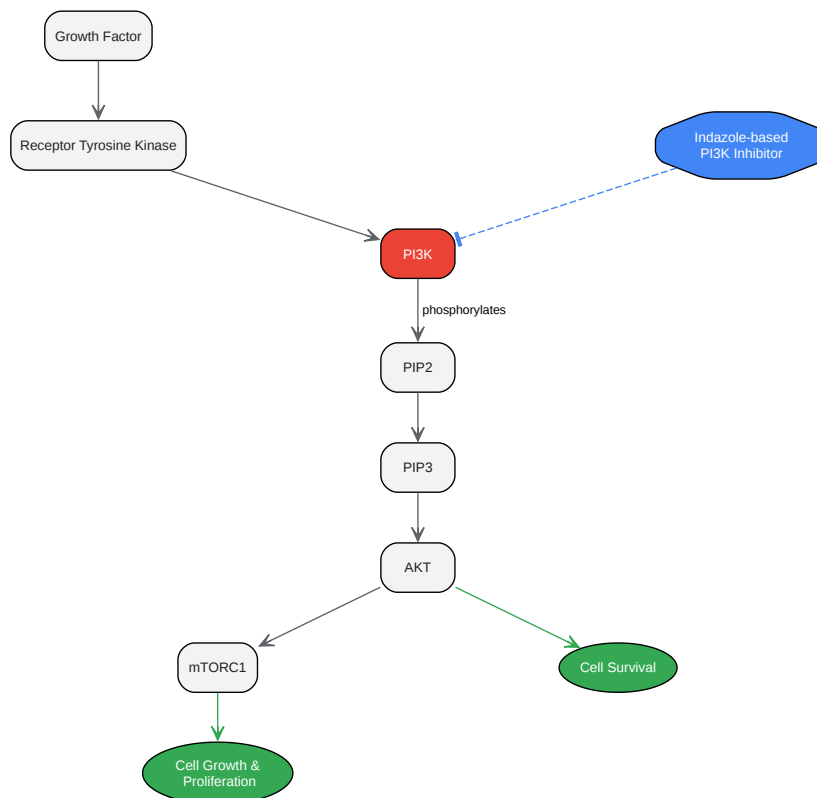 Growth Factor
Receptor Tyrosine Kinase
Indazole-based
PI3K Inhibitor
PI3K
phosphorylates
PIP2
PIP3
AKT
mTORC1
Cell Survival
Cell Growth &
Proliferation